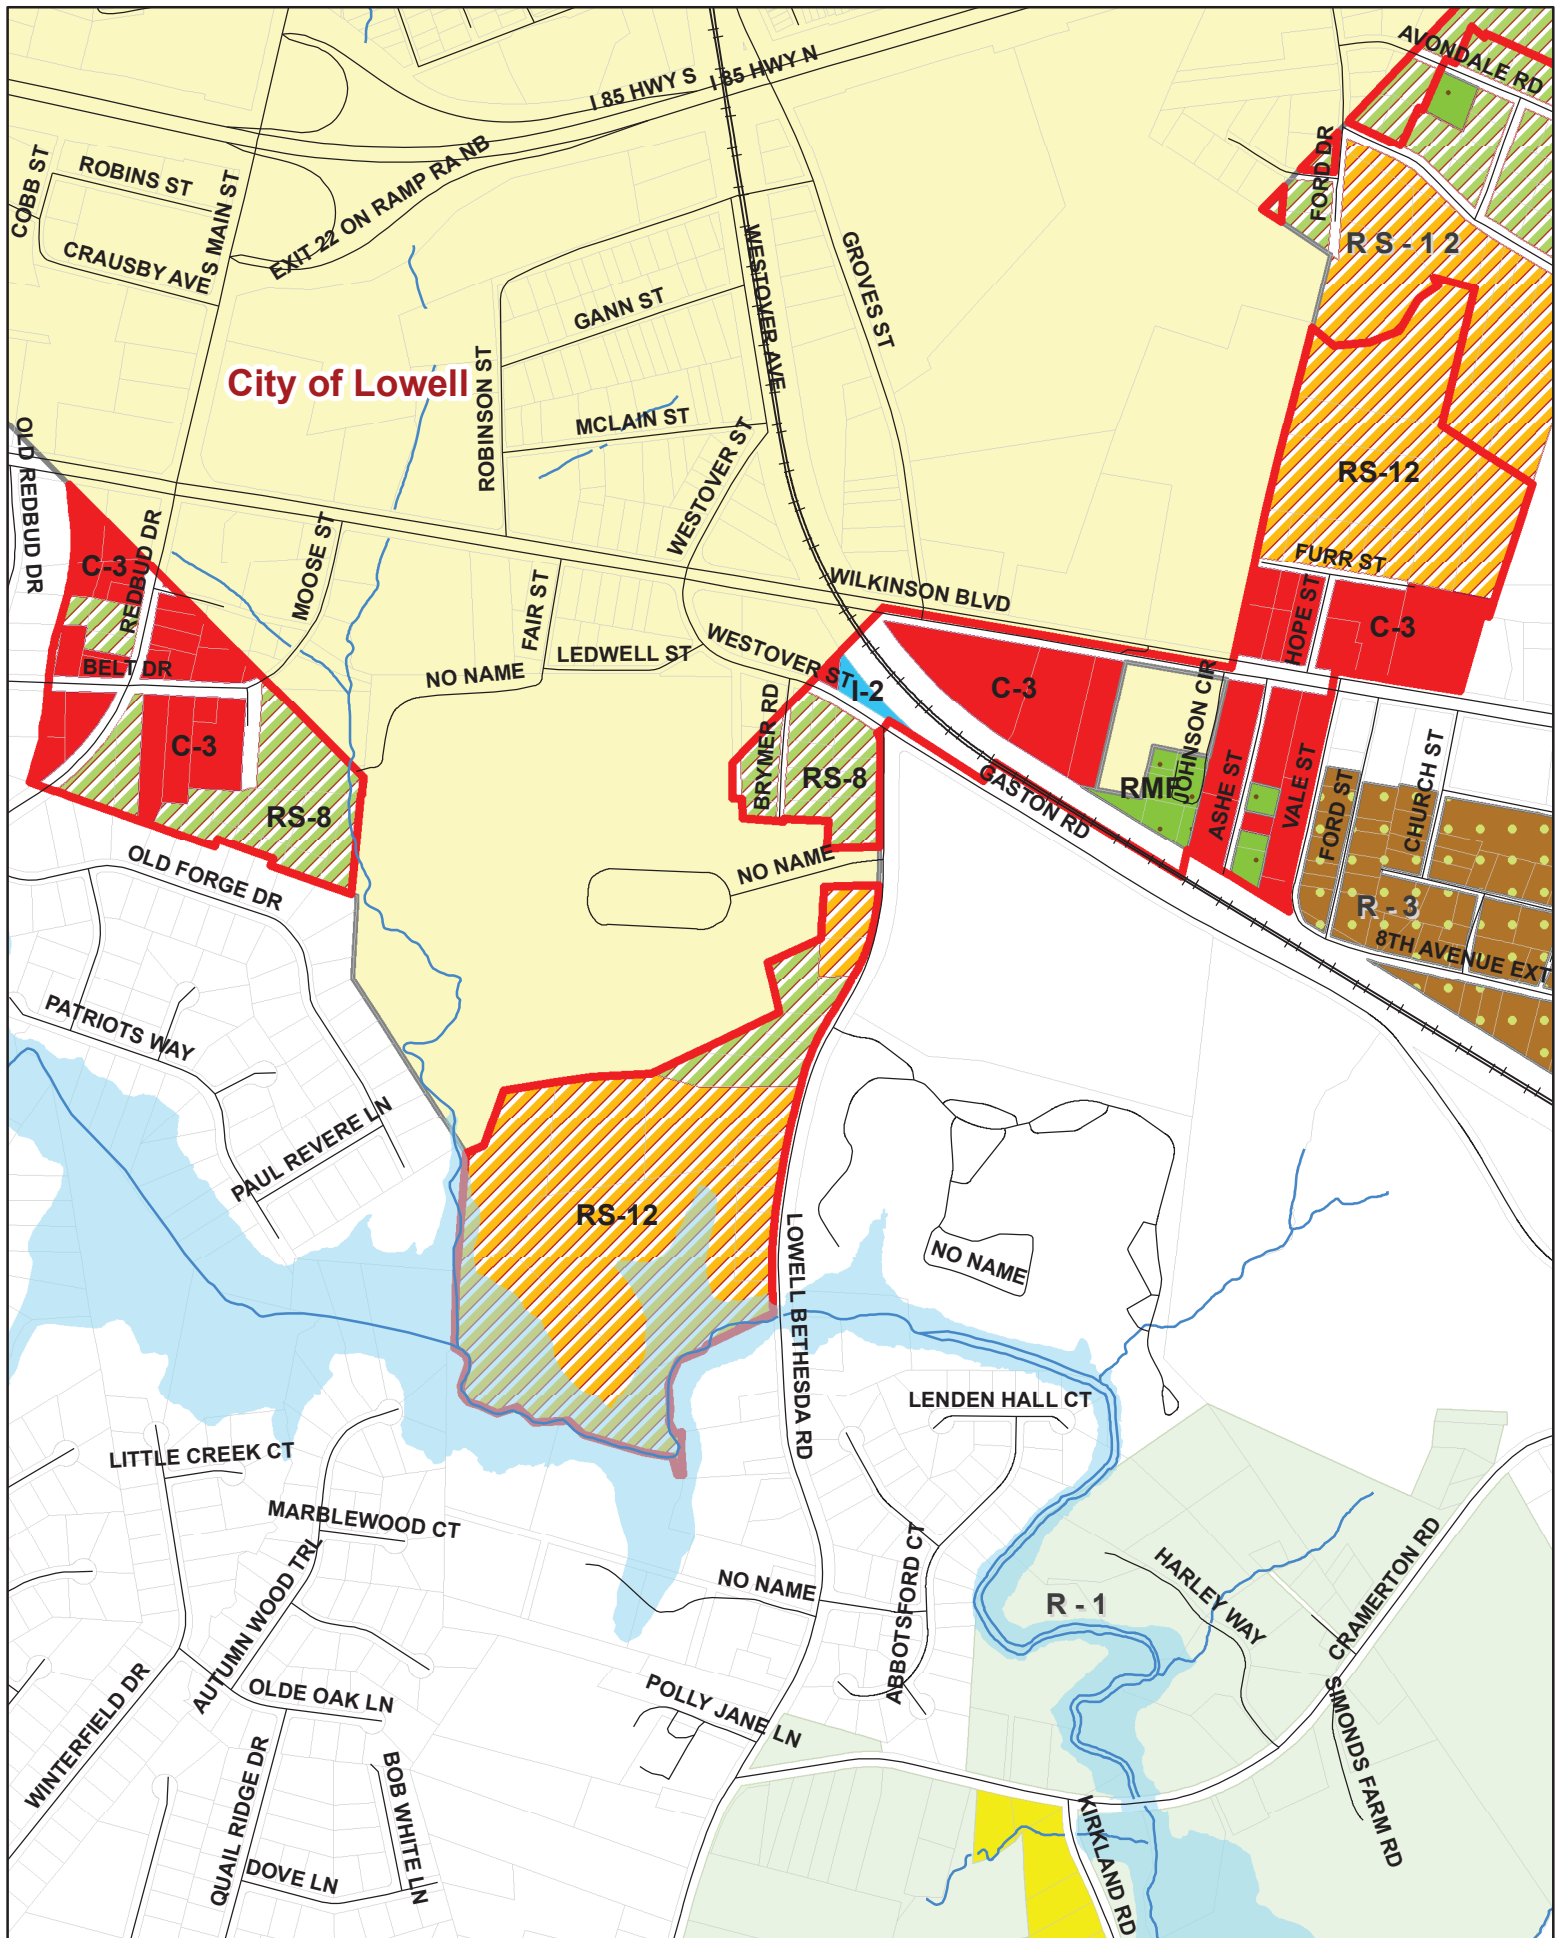 AVONDALE RD
I 85 HWY S
I 85 HWY N
COBB ST
ROBINS ST
EXIT 22 ON RAMP RA NB
FORD DR
S MAIN ST
CRAUSBY AVE
WESTOVER AVE
GROVES ST
RS-12
GANN ST
City of Lowell
ROBINSON ST
MCLAIN ST
OLD REDBUD DR
WESTOVER ST
RS-12
C-3
REDBUD DR
MOOSE ST
FURR ST
FAIR ST
WILKINSON BLVD
HOPE ST
C-3
BELT DR
NO NAME
LEDWELL ST
WESTOVER ST
I-2
C-3
JOHNSON CIR
C-3
BRYMER RD
RS-8
GASTON RD
RMF
ASHE ST
VALE ST
FORD ST
CHURCH ST
RS-8
OLD FORGE DR
NO NAME
R-3
8TH AVENUE EXT
PATRIOTS WAY
PAUL REVERE LN
RS-12
LOWELL BETHESDA RD
NO NAME
LENDEN HALL CT
LITTLE CREEK CT
MARBLEWOOD CT
AUTUMN WOOD TRL
NO NAME
ABBOTSFORD CT
R-1
HARLEY WAY
CRAMERTON RD
WINTERFIELD DR
OLDE OAK LN
POLLY JANE LN
SIMONDS FARM RD
QUAIL RIDGE DR
BOB WHITE LN
DOVE LN
KIRKLAND RD